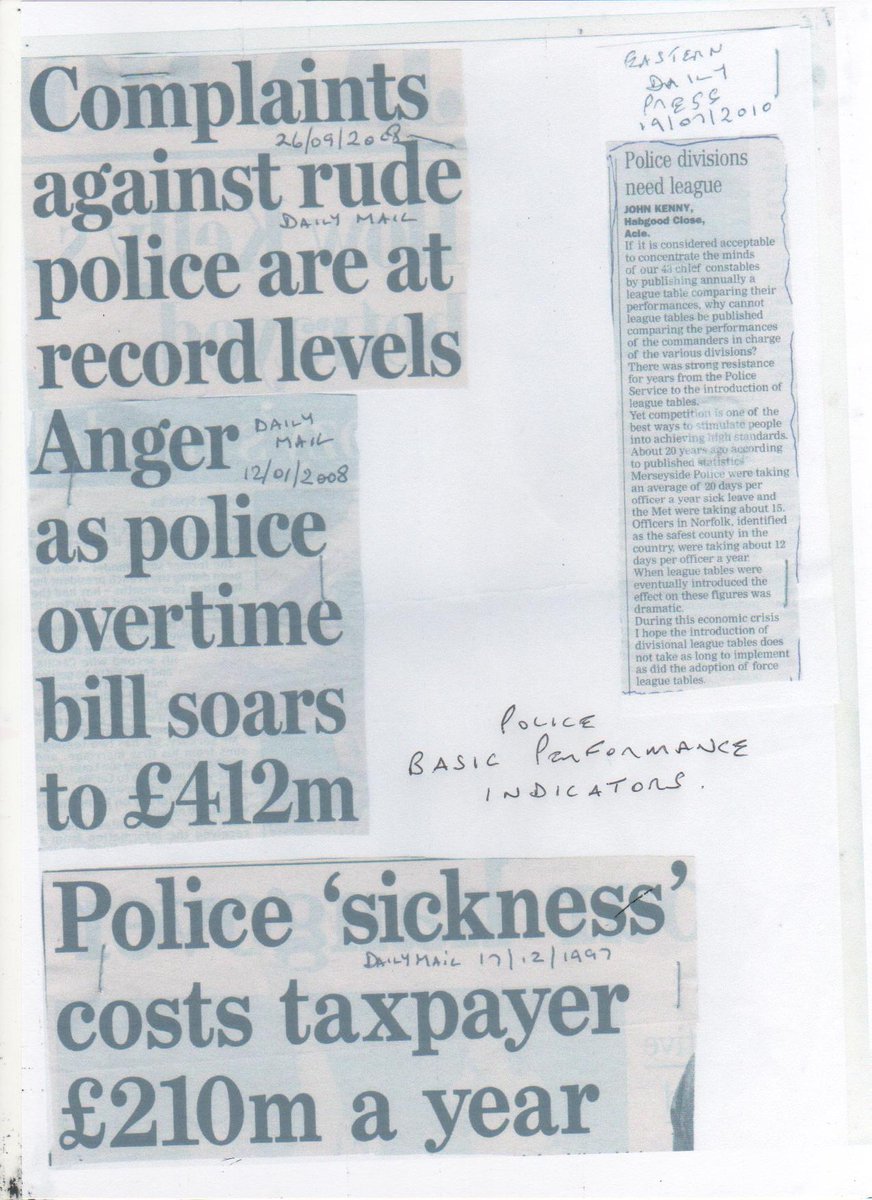 Complaints
26/09/2008
against rude
DAILY MAIL
police are at
record levels
Anger
DAILY
MAIL
12/01/2008
as police
overtime
bill soars
to £412m
EASTERN
DAILY
PRESS
19/07/2010
Police divisions
need league
JOHN KENNY,
Habgood Close,
Acle.
If it is considered acceptable
to concentrate the minds
of our 43 chief constables
by publishing annually a
league table comparing their
performances, why cannot
league tables be published
comparing the performances
of the commanders in charge
of the various divisions?
There was strong resistance
for years from the Police
Service to the introduction of
league tables.
Yet competition is one of the
best ways to stimulate people
into achieving high standards.
About 20 years ago according
to published statistics
Merseyside Police were taking
an average of 20 days per
officer a year sick leave and
the Met were taking about 15.
Officers in Norfolk, identified
as the safest county in the
country, were taking about 12
days per officer a year
When league tables were
eventually introduced the
effect on these figures was
dramatic.
During this economic crisis
I hope the introduction of
divisional league tables does
not take as long to implement
as did the adoption of force
league tables.
POLICE
BASIC PERFORMANCE
INDICATORS.
Police ‘sickness’
DAILY MAIL 17/12/1997
costs taxpayer
£210m a year